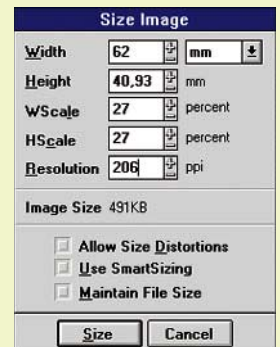 Size Image
Width 62 mm
Height 40,93 mm
WScale 27 percent
HScale 27 percent
Resolution 206 ppi
Image Size 491KB
Allow Size Distortions
Use SmartSizing
Maintain File Size
Size Cancel